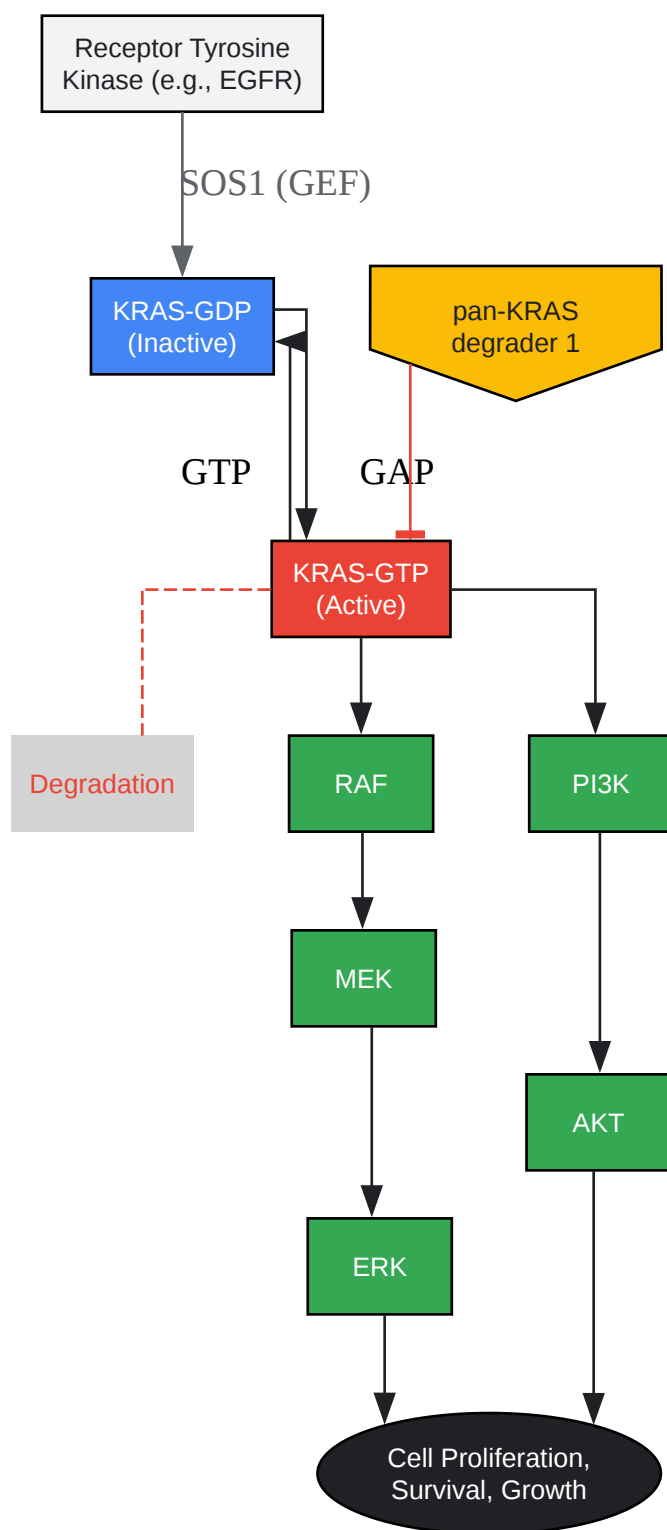 Receptor Tyrosine
Kinase (e.g., EGFR)
SOS1 (GEF)
KRAS-GDP
(Inactive)
pan-KRAS
degrader 1
GTP
GAP
KRAS-GTP
(Active)
Degradation
RAF
PI3K
MEK
AKT
ERK
Cell Proliferation,
Survival, Growth